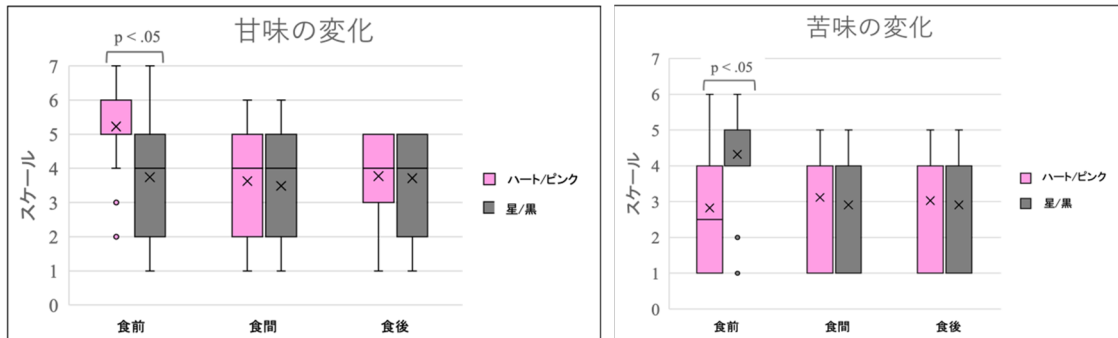 甘味の変化
p < .05
7
6
5
4
3
2
1
0
スケール
食前
食間
食後
ハート/ピンク
星/黒
苦味の変化
p < .05
7
6
5
4
3
2
1
0
スケール
食前
食間
食後
ハート/ピンク
星/黒